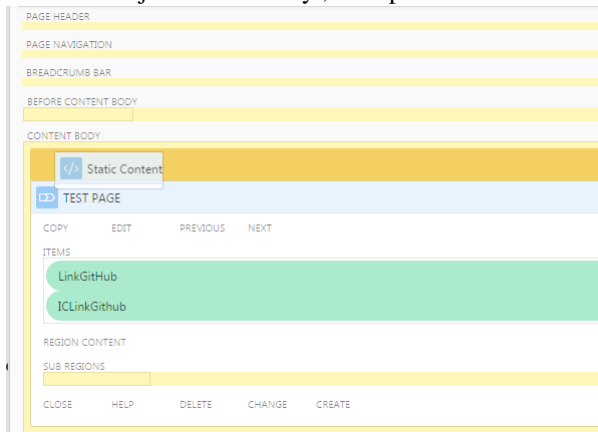 PAGE HEADER
PAGE NAVIGATION
BREADCRUMB BAR
BEFORE CONTENT BODY
CONTENT BODY
</> Static Content
TEST PAGE
COPY EDIT PREVIOUS NEXT
ITEMS
LinkGitHub
ICLinkGithub
REGION CONTENT
SUB REGIONS
CLOSE HELP DELETE CHANGE CREATE